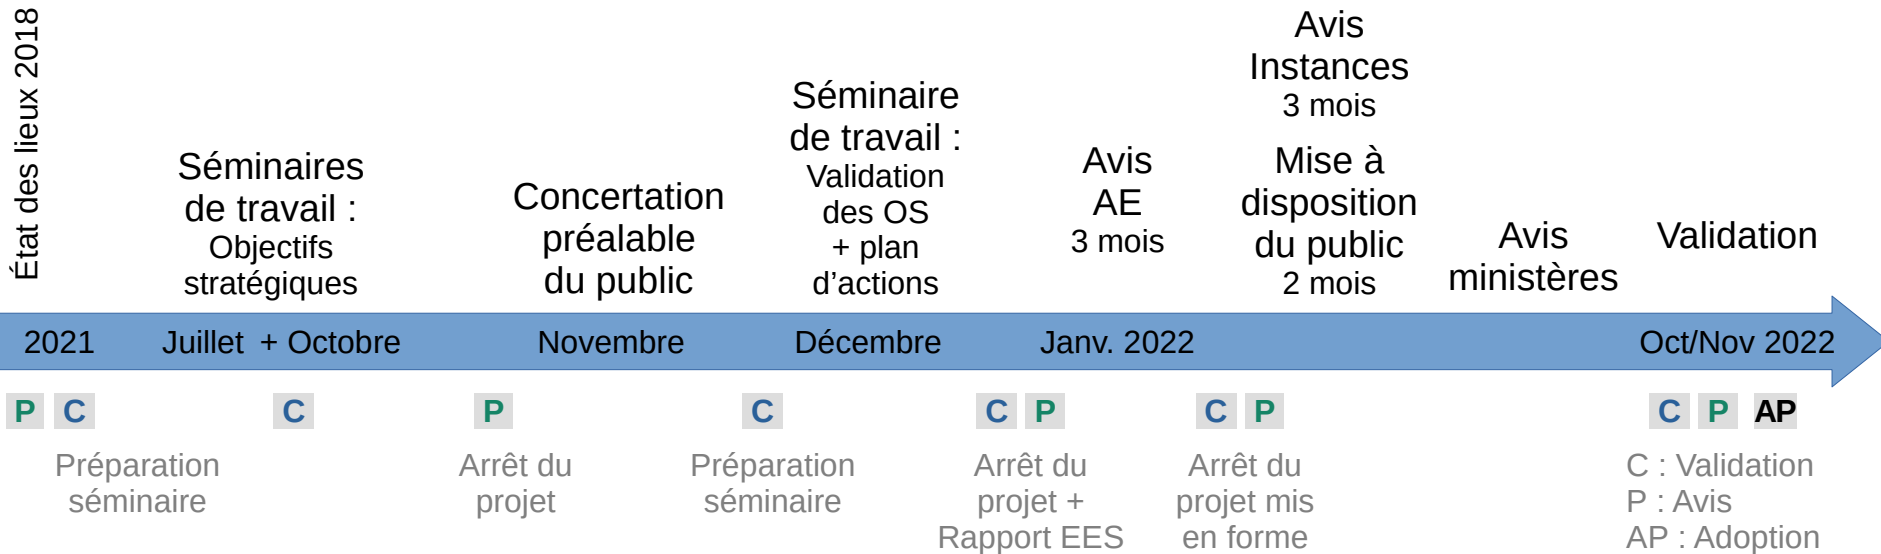 État des lieux 2018
Séminaires
de travail :
Objectifs
stratégiques
Concertation
préalable
du public
Séminaire
de travail :
Validation
des OS
+ plan
d’actions
Avis
AE
3 mois
Avis
Instances
3 mois
Mise à
disposition
du public
2 mois
Avis
ministères
Validation
2021
Juillet + Octobre
Novembre
Décembre
Janv. 2022
Oct/Nov 2022
P C
C
P
C
C P
C P
C P AP
Préparation
séminaire
Arrêt du
projet
Préparation
séminaire
Arrêt du
projet +
Rapport EES
Arrêt du
projet mis
en forme
C : Validation
P : Avis
AP : Adoption